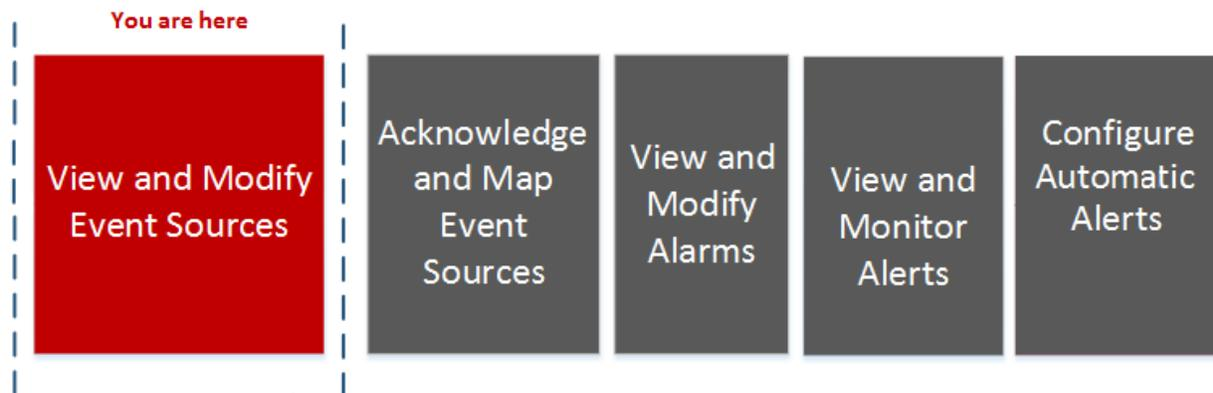 You are here
View and Modify
Event Sources
Acknowledge
and Map
Event
Sources
View and
Modify
Alarms
View and
Monitor
Alerts
Configure
Automatic
Alerts